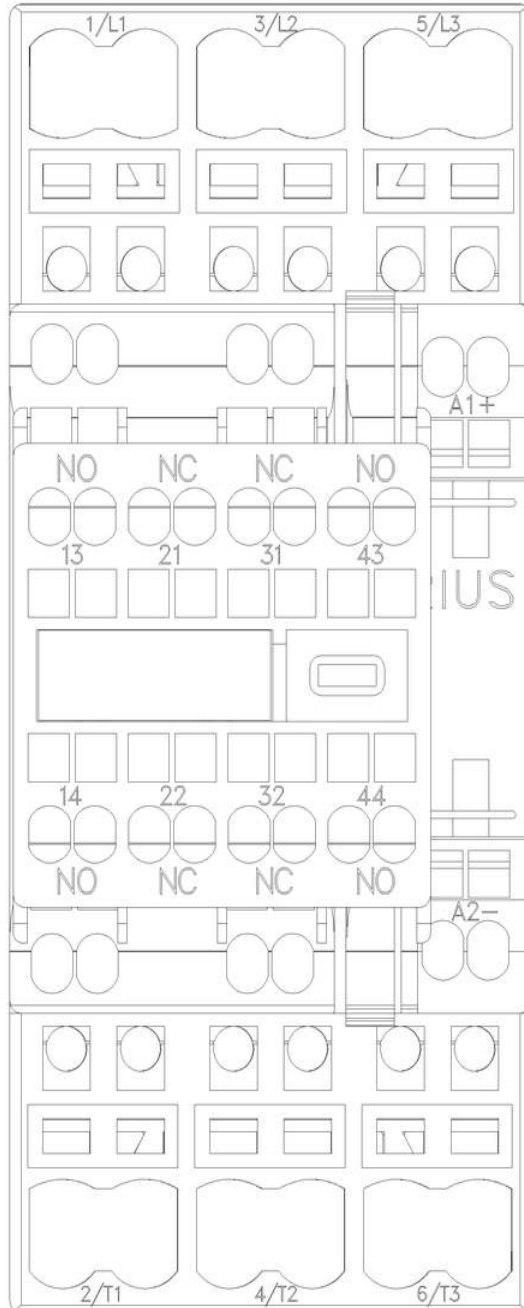 1/L1 3/L2 5/L3
A1+
NO NC NC NO
13 21 31 43
IUS
14 22 32 44
NO NC NC NO
A2-
2/T1 4/T2 6/T3